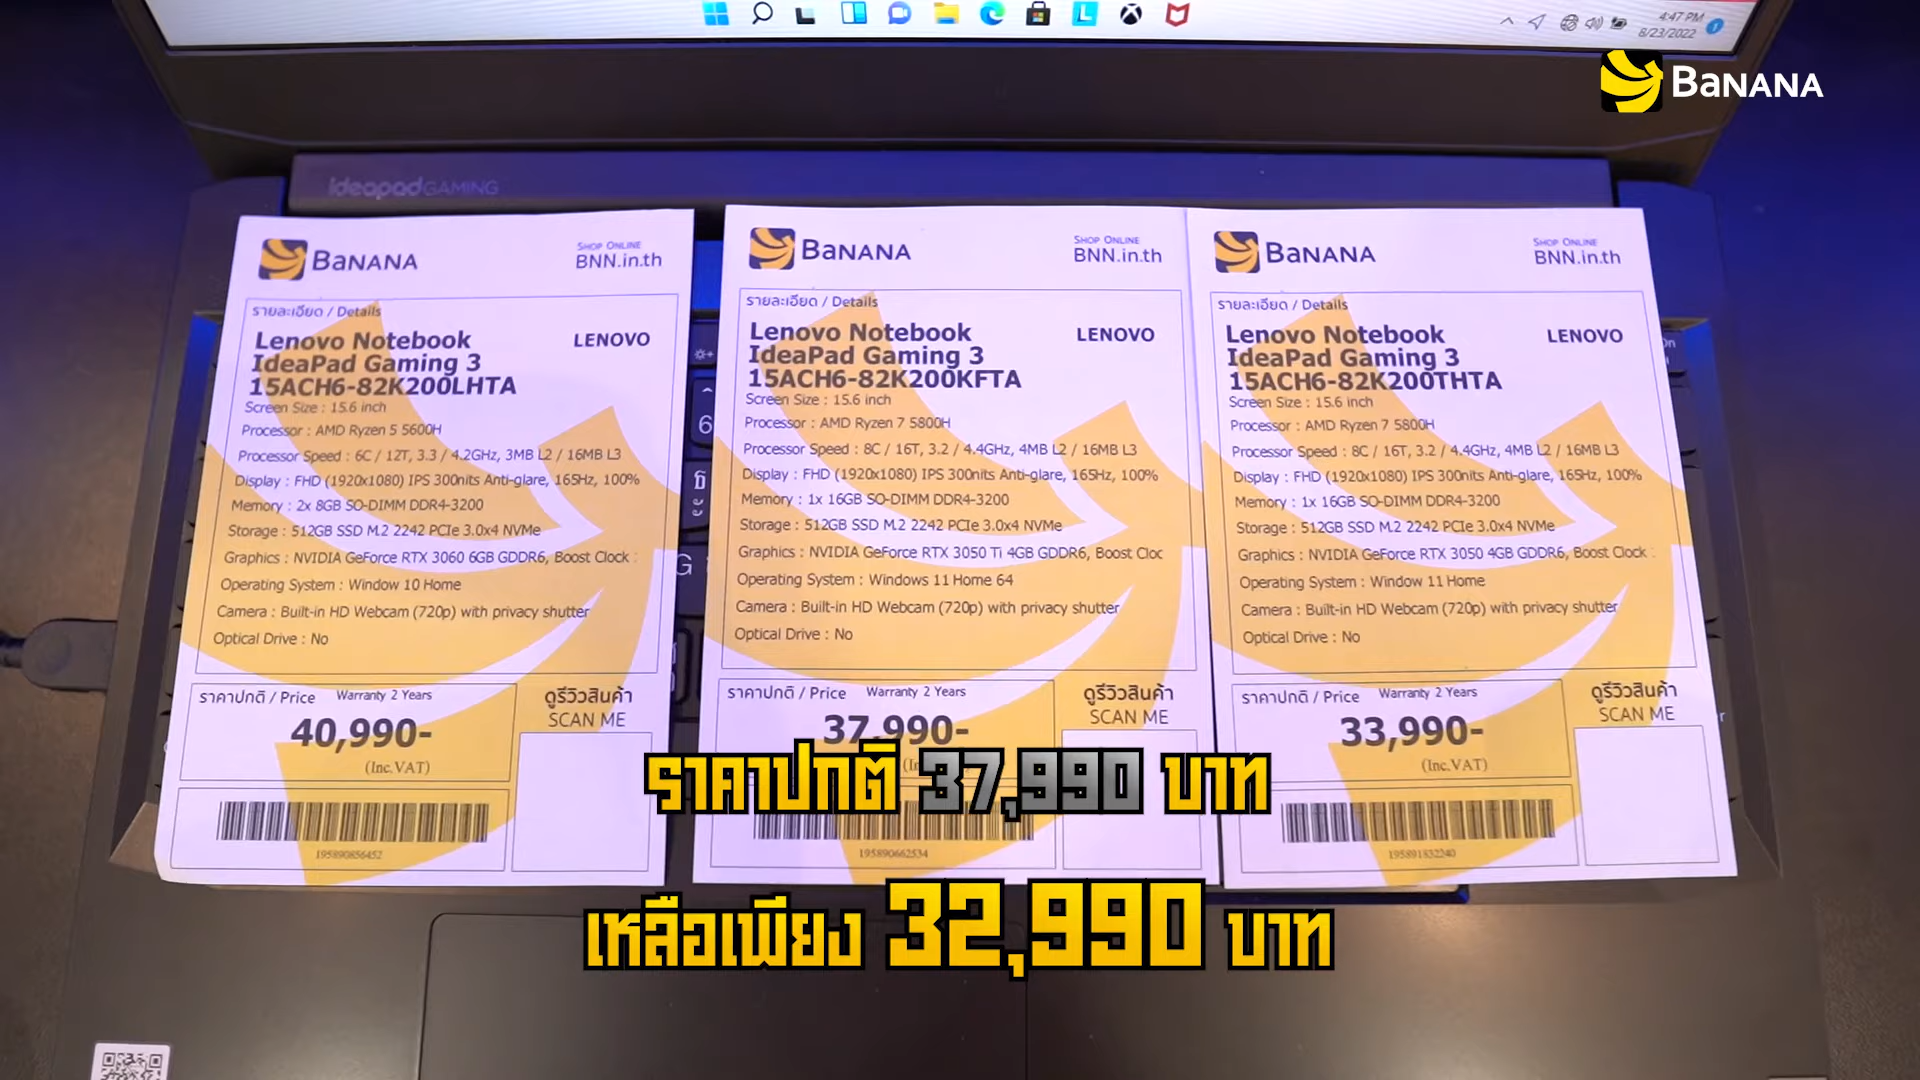 4:47 PM
8/23/2022
BaNANA
ideapad GAMING
BaNANA
SHOP ONLINE
BNN.in.th
รายละเอียด / Details
Lenovo Notebook
IdeaPad Gaming 3
15ACH6-82K200LHTA
LENOVO
Screen Size : 15.6 inch
Processor : AMD Ryzen 5 5600H
Processor Speed : 6C / 12T, 3.3 / 4.2GHz, 3MB L2 / 16MB L3
Display : FHD (1920x1080) IPS 300nits Anti-glare, 165Hz, 100%
Memory : 2x 8GB SO-DIMM DDR4-3200
Storage : 512GB SSD M.2 2242 PCIe 3.0x4 NVMe
Graphics : NVIDIA GeForce RTX 3060 6GB GDDR6, Boost Clock :
Operating System : Window 10 Home
Camera : Built-in HD Webcam (720p) with privacy shutter
Optical Drive : No
ราคาปกติ / Price Warranty 2 Years
40,990-
(Inc.VAT)
ดูรีวิวสินค้า
SCAN ME
195890856452
BaNANA
SHOP ONLINE
BNN.in.th
รายละเอียด / Details
Lenovo Notebook
IdeaPad Gaming 3
15ACH6-82K200KFTA
LENOVO
Screen Size : 15.6 inch
Processor : AMD Ryzen 7 5800H
Processor Speed : 8C / 16T, 3.2 / 4.4GHz, 4MB L2 / 16MB L3
Display : FHD (1920x1080) IPS 300nits Anti-glare, 165Hz, 100%
Memory : 1x 16GB SO-DIMM DDR4-3200
Storage : 512GB SSD M.2 2242 PCIe 3.0x4 NVMe
Graphics : NVIDIA GeForce RTX 3050 Ti 4GB GDDR6, Boost Cloc
Operating System : Windows 11 Home 64
Camera : Built-in HD Webcam (720p) with privacy shutter
Optical Drive : No
ราคาปกติ / Price Warranty 2 Years
37,990-
ดูรีวิวสินค้า
SCAN ME
195890662534
BaNANA
SHOP ONLINE
BNN.in.th
รายละเอียด / Details
Lenovo Notebook
IdeaPad Gaming 3
15ACH6-82K200THTA
LENOVO
Screen Size : 15.6 inch
Processor : AMD Ryzen 7 5800H
Processor Speed : 8C / 16T, 3.2 / 4.4GHz, 4MB L2 / 16MB L3
Display : FHD (1920x1080) IPS 300nits Anti-glare, 165Hz, 100%
Memory : 1x 16GB SO-DIMM DDR4-3200
Storage : 512GB SSD M.2 2242 PCIe 3.0x4 NVMe
Graphics : NVIDIA GeForce RTX 3050 4GB GDDR6, Boost Clock :
Operating System : Window 11 Home
Camera : Built-in HD Webcam (720p) with privacy shutter
Optical Drive : No
ราคาปกติ / Price Warranty 2 Years
33,990-
(Inc.VAT)
ดูรีวิวสินค้า
SCAN ME
195891832240
ราคาปกติ 37,990 บาท
เหลือเพียง 32,990 บาท